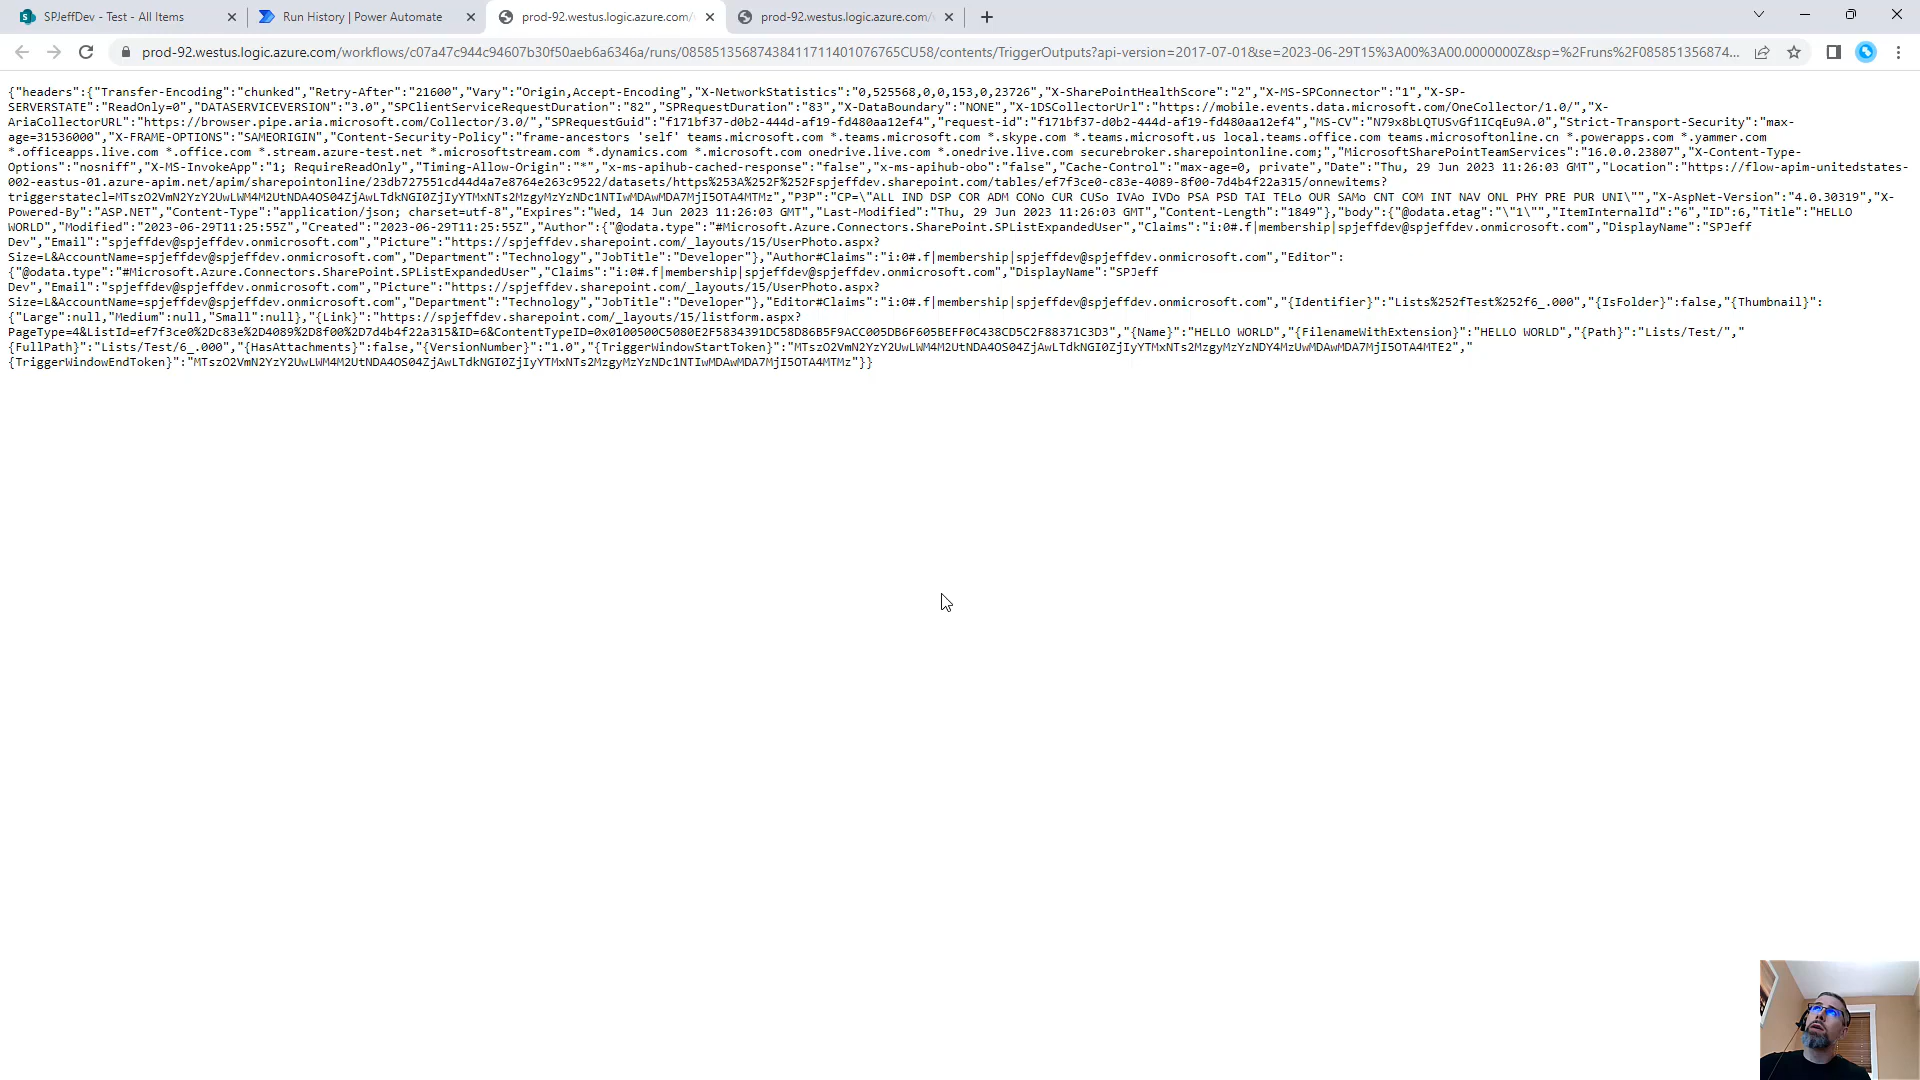 SPJeffDev - Test - All Items
Run History | Power Automate
prod-92.westus.logic.azure.com/
prod-92.westus.logic.azure.com/
prod-92.westus.logic.azure.com/workflows/c07a47c944c94607b30f50aeb6a6346a/runs/08585135687438411711401076765CU58/contents/TriggerOutputs?api-version=2017-07-01&se=2023-06-29T15%3A00%3A00.0000000Z&sp=%2Fruns%2F085851356874...
{"headers":{"Transfer-Encoding":"chunked","Retry-After":"21600","Vary":"Origin,Accept-Encoding","X-NetworkStatistics":"0,525568,0,0,153,0,23726","X-SharePointHealthScore":"2","X-MS-SPConnector":"1","X-SP-
SERVERSTATE":"ReadOnly=0","DATASERVICEVERSION":"3.0","SPClientServiceRequestDuration":"82","SPRequestDuration":"83","X-DataBoundary":"NONE","X-1DSCollectorUrl":"https://mobile.events.data.microsoft.com/OneCollector/1.0/","X-
AriaCollectorURL":"https://browser.pipe.aria.microsoft.com/Collector/3.0/","SPRequestGuid":"f171bf37-d0b2-444d-af19-fd480aa12ef4","request-id":"f171bf37-d0b2-444d-af19-fd480aa12ef4","MS-CV":"N79x8bLQTUSvGf1ICqEu9A.0","Strict-Transport-Security":"max-
age=31536000","X-FRAME-OPTIONS":"SAMEORIGIN","Content-Security-Policy":"frame-ancestors 'self' teams.microsoft.com *.teams.microsoft.com *.skype.com *.teams.microsoft.us local.teams.office.com teams.microsoftonline.cn *.powerapps.com *.yammer.com
*.officeapps.live.com *.office.com *.stream.azure-test.net *.microsoftstream.com *.dynamics.com *.microsoft.com onedrive.live.com *.onedrive.live.com securebroker.sharepointonline.com;","MicrosoftSharePointTeamServices":"16.0.0.23807","X-Content-Type-
Options":"nosniff","X-MS-InvokeApp":"1; RequireReadOnly","Timing-Allow-Origin":"*","x-ms-apihub-cached-response":"false","x-ms-apihub-obo":"false","Cache-Control":"max-age=0, private","Date":"Thu, 29 Jun 2023 11:26:03 GMT","Location":"https://flow-apim-unitedstates-
002-eastus-01.azure-apim.net/apim/sharepointonline/23db727551cd44d4a7e8764e263c9522/datasets/https%253A%252F%252Fspjeffdev.sharepoint.com/tables/ef7f3ce0-c83e-4089-8f00-7d4b4f22a315/onnewitems?
triggerstatecl=MTszO2VmN2YzY2UwLWM4M2UtNDA4OS04ZjAwLTdkNGI0ZjIyYTMxNTs2MzgyMzYzNDc1NTIwMDAwMDA7MjI5OTA4MTMz","P3P":"CP=\"ALL IND DSP COR ADM CONo CUR CUSo IVAo IVDo PSA PSD TAI TELo OUR SAMo CNT COM INT NAV ONL PHY PRE PUR UNI\"","X-AspNet-Version":"4.0.30319","X-
Powered-By":"ASP.NET","Content-Type":"application/json; charset=utf-8","Expires":"Wed, 14 Jun 2023 11:26:03 GMT","Last-Modified":"Thu, 29 Jun 2023 11:26:03 GMT","Content-Length":"1849"},"body":{"@odata.etag":"\"1\"","ItemInternalId":"6","ID":6,"Title":"HELLO
WORLD","Modified":"2023-06-29T11:25:55Z","Created":"2023-06-29T11:25:55Z","Author":{"@odata.type":"#Microsoft.Azure.Connectors.SharePoint.SPListExpandedUser","Claims":"i:0#.f|membership|spjeffdev@spjeffdev.onmicrosoft.com","DisplayName":"SPJeff
Dev","Email":"spjeffdev@spjeffdev.onmicrosoft.com","Picture":"https://spjeffdev.sharepoint.com/_layouts/15/UserPhoto.aspx?
Size=L&AccountName=spjeffdev@spjeffdev.onmicrosoft.com","Department":"Technology","JobTitle":"Developer"},"Author#Claims":"i:0#.f|membership|spjeffdev@spjeffdev.onmicrosoft.com","Editor":
{"@odata.type":"#Microsoft.Azure.Connectors.SharePoint.SPListExpandedUser","Claims":"i:0#.f|membership|spjeffdev@spjeffdev.onmicrosoft.com","DisplayName":"SPJeff
Dev","Email":"spjeffdev@spjeffdev.onmicrosoft.com","Picture":"https://spjeffdev.sharepoint.com/_layouts/15/UserPhoto.aspx?
Size=L&AccountName=spjeffdev@spjeffdev.onmicrosoft.com","Department":"Technology","JobTitle":"Developer"},"Editor#Claims":"i:0#.f|membership|spjeffdev@spjeffdev.onmicrosoft.com","{Identifier}":"Lists%252fTest%252f6_.000","{IsFolder}":false,"{Thumbnail}":
{"Large":null,"Medium":null,"Small":null},"{Link}":"https://spjeffdev.sharepoint.com/_layouts/15/listform.aspx?
PageType=4&ListId=ef7f3ce0%2Dc83e%2D4089%2D8f00%2D7d4b4f22a315&ID=6&ContentTypeID=0x0100500C5080E2F5834391DC58D86B5F9ACC005DB6F605BEFF0C438CD5C2F88371C3D3","{Name}":"HELLO WORLD","{FilenameWithExtension}":"HELLO WORLD","{Path}":"Lists/Test/","
{FullPath}":"Lists/Test/6_.000","{HasAttachments}":false,"{VersionNumber}":"1.0","{TriggerWindowStartToken}":"MTszO2VmN2YzY2UwLWM4M2UtNDA4OS04ZjAwLTdkNGI0ZjIyYTMxNTs2MzgyMzYzNDY4MzUwMDAwMDA7MjI5OTA4MTE2","
{TriggerWindowEndToken}":"MTszO2VmN2YzY2UwLWM4M2UtNDA4OS04ZjAwLTdkNGI0ZjIyYTMxNTs2MzgyMzYzNDc1NTIwMDAwMDA7MjI5OTA4MTMz"}}